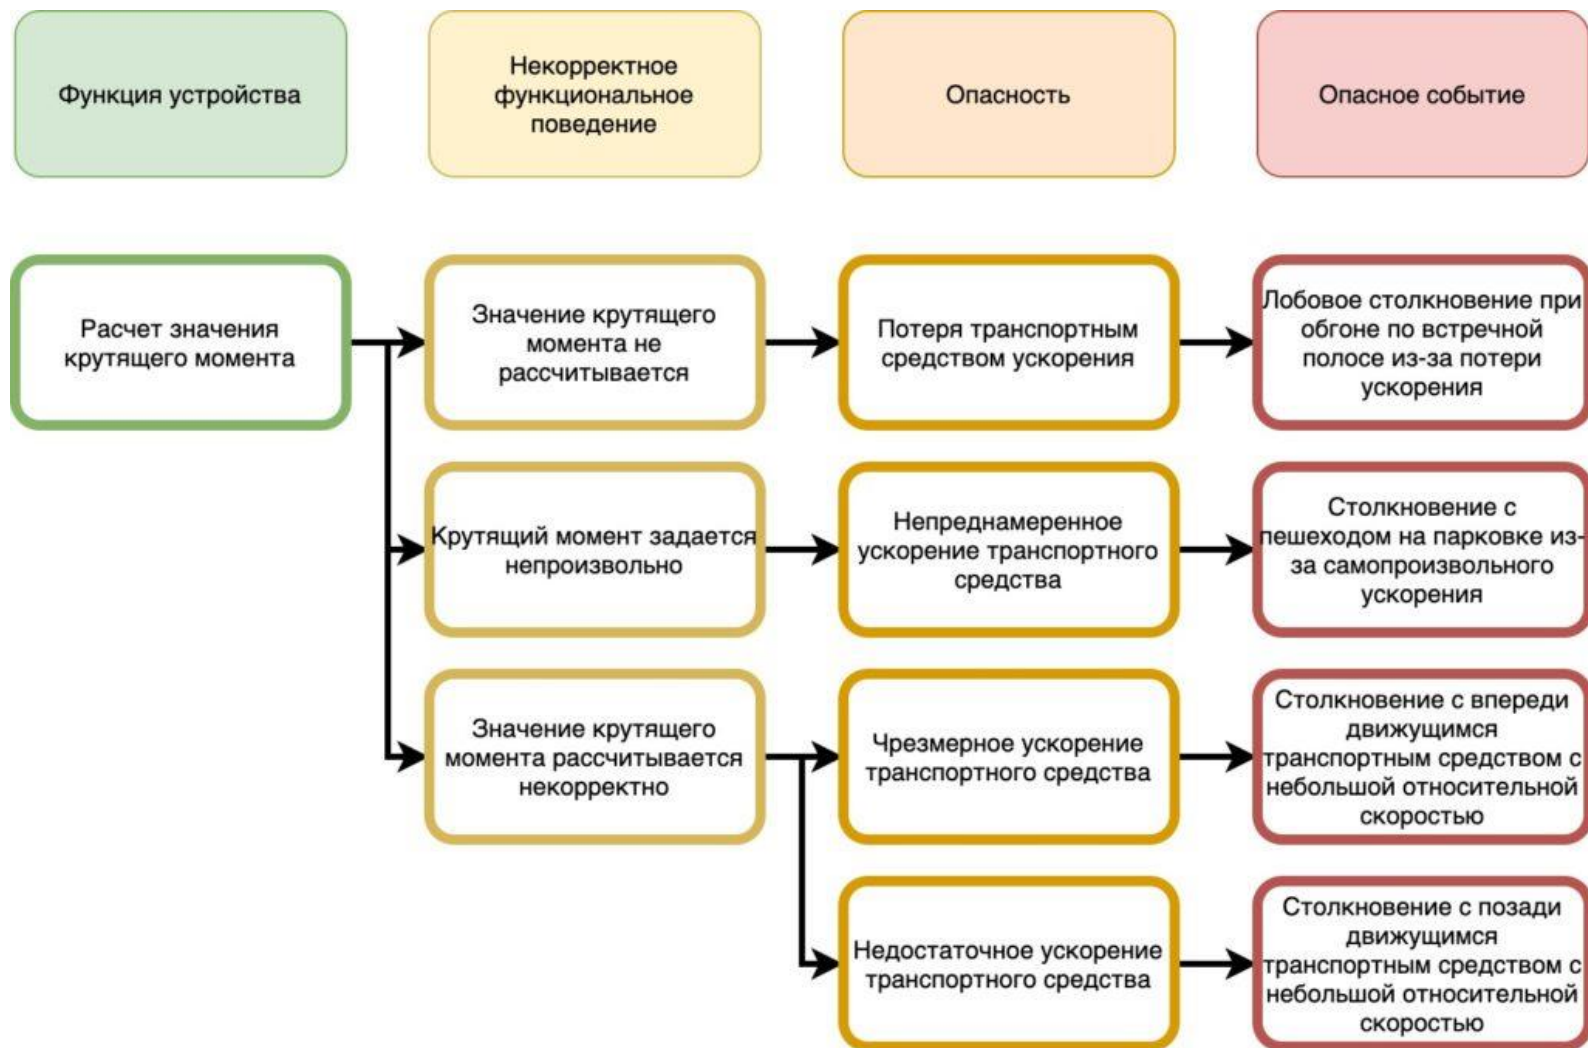 Функция устройства
Некорректное
функциональное
поведение
Опасность
Опасное событие
Расчет значения
крутящего момента
Значение крутящего
момента не
рассчитывается
Потеря транспортным
средством ускорения
Лобовое столкновение при
обгоне по встречной
полосе из-за потери
ускорения
Крутящий момент задается
непроизвольно
Непреднамеренное
ускорение транспортного
средства
Столкновение с
пешеходом на парковке из-
за самопроизвольного
ускорения
Значение крутящего
момента рассчитывается
некорректно
Чрезмерное ускорение
транспортного средства
Столкновение с впереди
движущимся
транспортным средством с
небольшой относительной
скоростью
Недостаточное ускорение
транспортного средства
Столкновение с позади
движущимся
транспортным средством с
небольшой относительной
скоростью